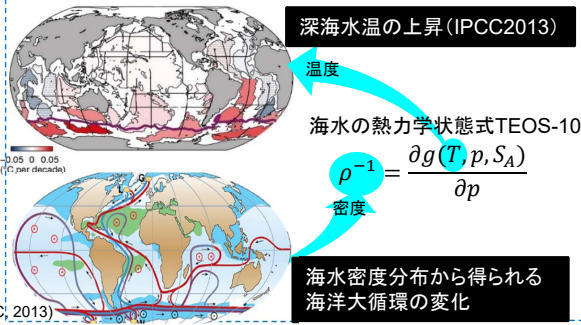 深海水温の上昇（IPCC2013）
温度
−0.05 0 0.05
(°C per decade)
海水の熱力学状態式TEOS-10
ρ⁻¹ = ∂g(T, p, S_A) / ∂p
密度
L
G
海水密度分布から得られる
海洋大循環の変化
C, 2013)
W